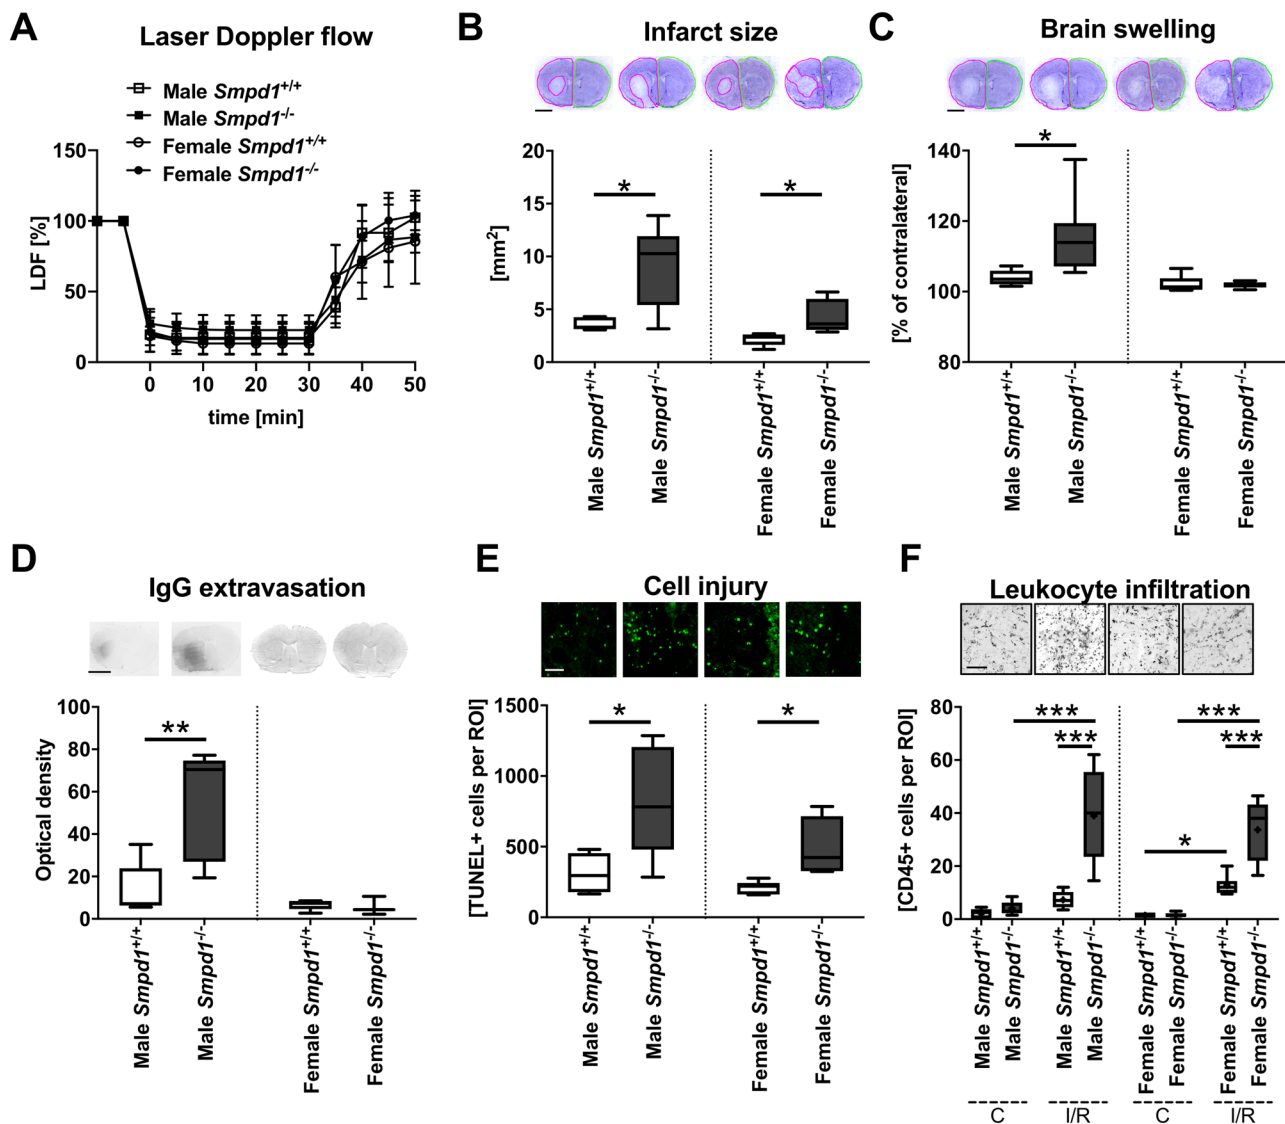 A
Laser Doppler flow
Male Smpd1+/+
Male Smpd1-/-
Female Smpd1+/+
Female Smpd1-/-
150
100
50
0
LDF [%]
0 10 20 30 40 50
time [min]
B
Infarct size
20
15
10
5
0
[mm2]
*
*
Male Smpd1+/+
Male Smpd1-/-
Female Smpd1+/+
Female Smpd1-/-
C
Brain swelling
140
120
100
80
[% of contralateral]
*
Male Smpd1+/+
Male Smpd1-/-
Female Smpd1+/+
Female Smpd1-/-
D
IgG extravasation
100
80
60
40
20
0
Optical density
**
Male Smpd1+/+
Male Smpd1-/-
Female Smpd1+/+
Female Smpd1-/-
E
Cell injury
1500
1000
500
0
[TUNEL+ cells per ROI]
*
*
Male Smpd1+/+
Male Smpd1-/-
Female Smpd1+/+
Female Smpd1-/-
F
Leukocyte infiltration
80
60
40
20
0
[CD45+ cells per ROI]
*** ***
*** ***
*
Male Smpd1+/+
Male Smpd1-/-
Male Smpd1+/+
Male Smpd1-/-
Female Smpd1+/+
Female Smpd1-/-
Female Smpd1+/+
Female Smpd1-/-
C I/R C I/R